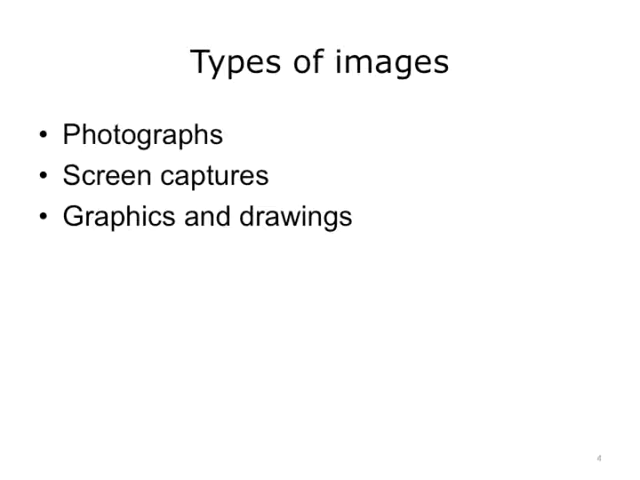 Types of images
• Photographs
• Screen captures
• Graphics and drawings
4